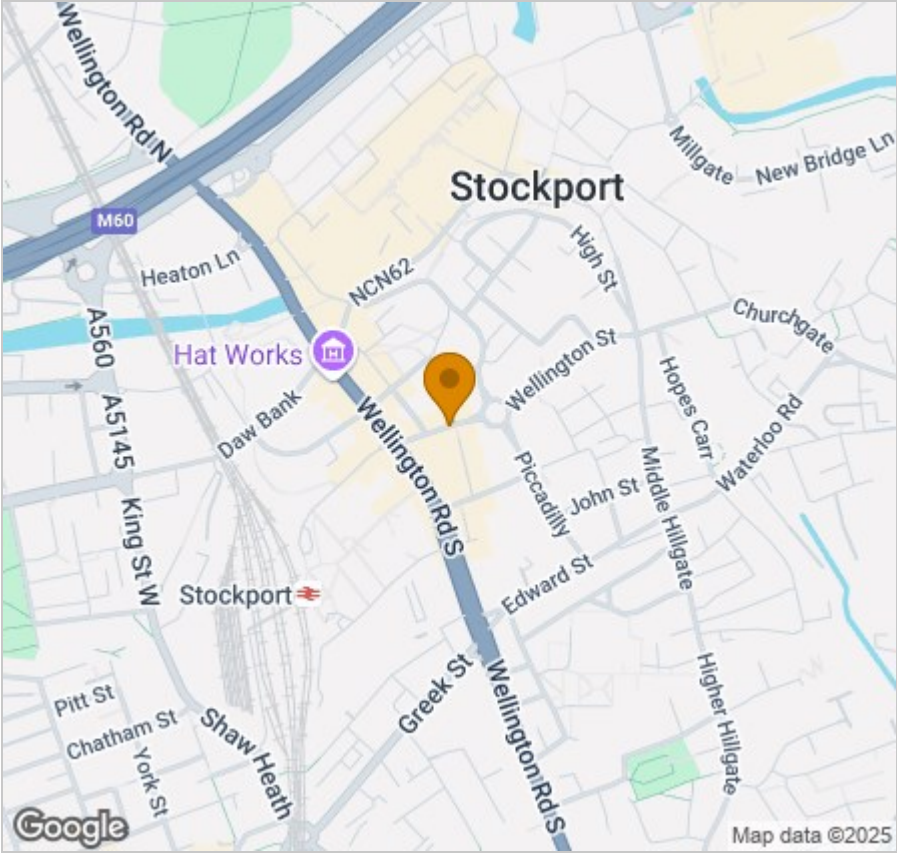 Wellington Rd N
Millgate
New Bridge Ln
Stockport
M60
High St
Heaton Ln
NCN62
Churchgate
A560
Hat Works
Wellington St
Hopes Carr
Daw Bank
A5145
Wellington Rd S
Waterloo Rd
Piccadilly
Middle Hillgate
John St
King St W
Stockport
Edward St
Greek St
Higher Hillgate
Wellington Rd S
Pitt St
Chatham St
Shaw Heath
York St
Google
Map data ©2025